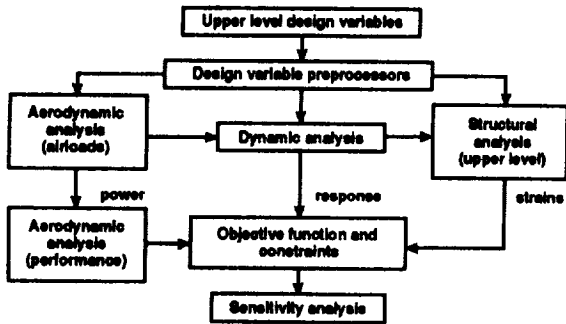 Upper level design variables
Design variable preprocessors
Aerodynamic
analysis
(airloads)
Dynamic analysis
Structural
analysis
(upper level)
power
response
strains
Aerodynamic
analysis
(performance)
Objective function and
constraints
Sensitivity analysis